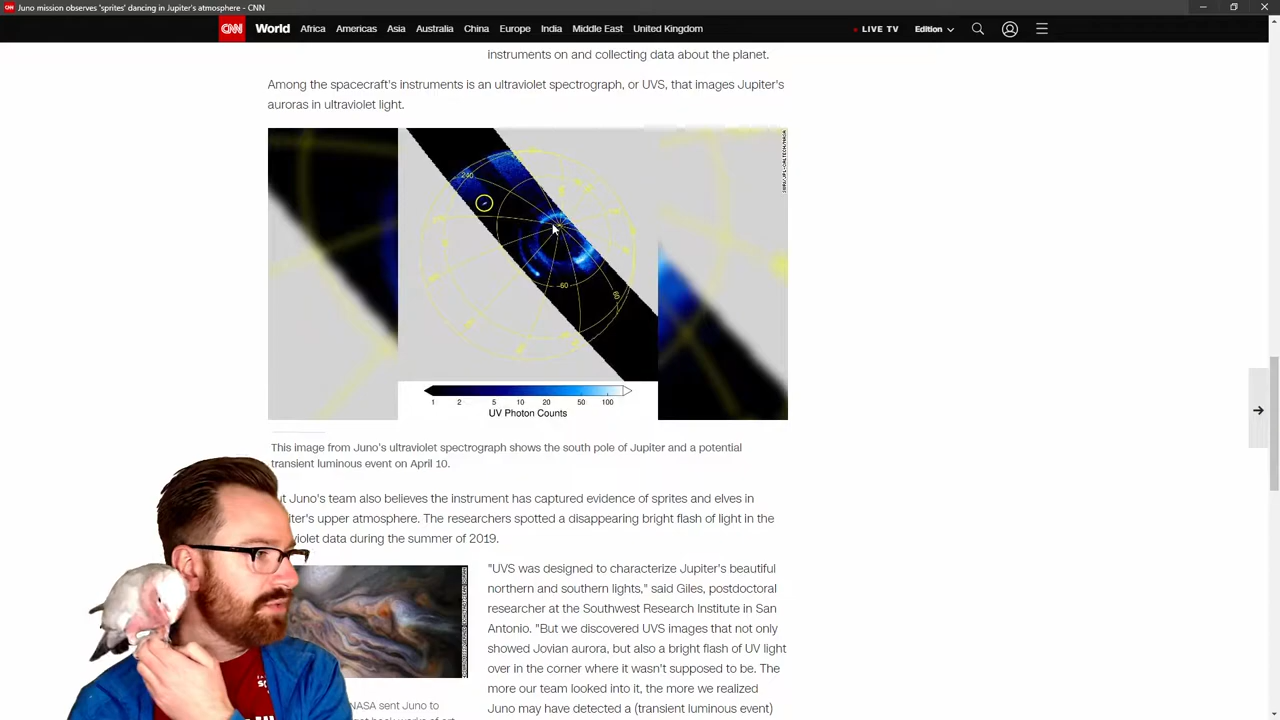 Juno mission observes 'sprites' dancing in Jupiter's atmosphere - CNN
CNN World Africa Americas Asia Australia China Europe India Middle East United Kingdom LIVE TV Edition
instruments on and collecting data about the planet.
Among the spacecraft's instruments is an ultraviolet spectrograph, or UVS, that images Jupiter's
auroras in ultraviolet light.
240
-60
60
1 2 5 10 20 50 100
UV Photon Counts
This image from Juno's ultraviolet spectrograph shows the south pole of Jupiter and a potential
transient luminous event on April 10.
t Juno's team also believes the instrument has captured evidence of sprites and elves in
iter's upper atmosphere. The researchers spotted a disappearing bright flash of light in the
violet data during the summer of 2019.
"UVS was designed to characterize Jupiter's beautiful
northern and southern lights," said Giles, postdoctoral
researcher at the Southwest Research Institute in San
Antonio. "But we discovered UVS images that not only
showed Jovian aurora, but also a bright flash of UV light
over in the corner where it wasn't supposed to be. The
more our team looked into it, the more we realized
Juno may have detected a (transient luminous event)
NASA sent Juno to